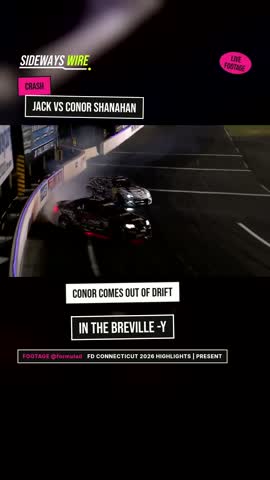 SIDEWAYS WIRE.
LIVE
FOOTAGE
CRASH
JACK VS CONOR SHANAHAN
CONOR COMES OUT OF DRIFT
IN THE BREVILLE -Y
FOOTAGE @formulad FD CONNECTICUT 2026 HIGHLIGHTS | PRESENT